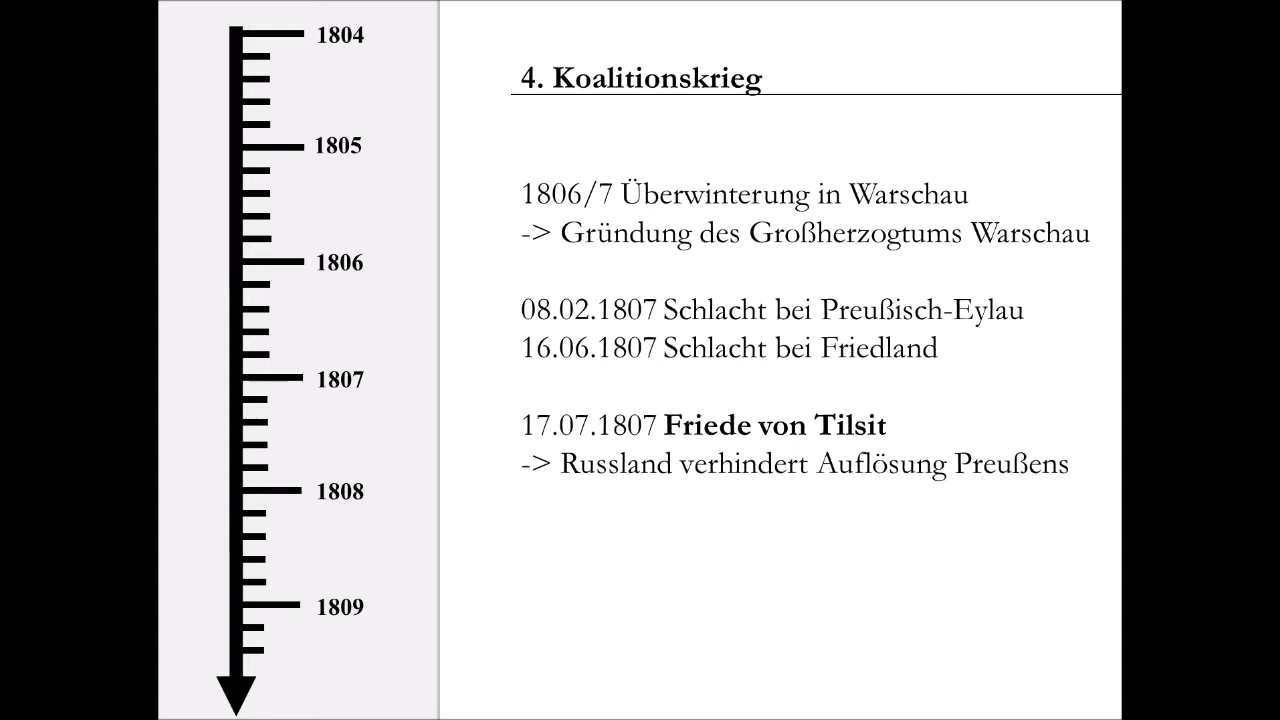 1804
1805
1806
1807
1808
1809
4. Koalitionskrieg
1806/7 Überwinterung in Warschau
-> Gründung des Großherzogtums Warschau
08.02.1807 Schlacht bei Preußisch-Eylau
16.06.1807 Schlacht bei Friedland
17.07.1807 Friede von Tilsit
-> Russland verhindert Auflösung Preußens